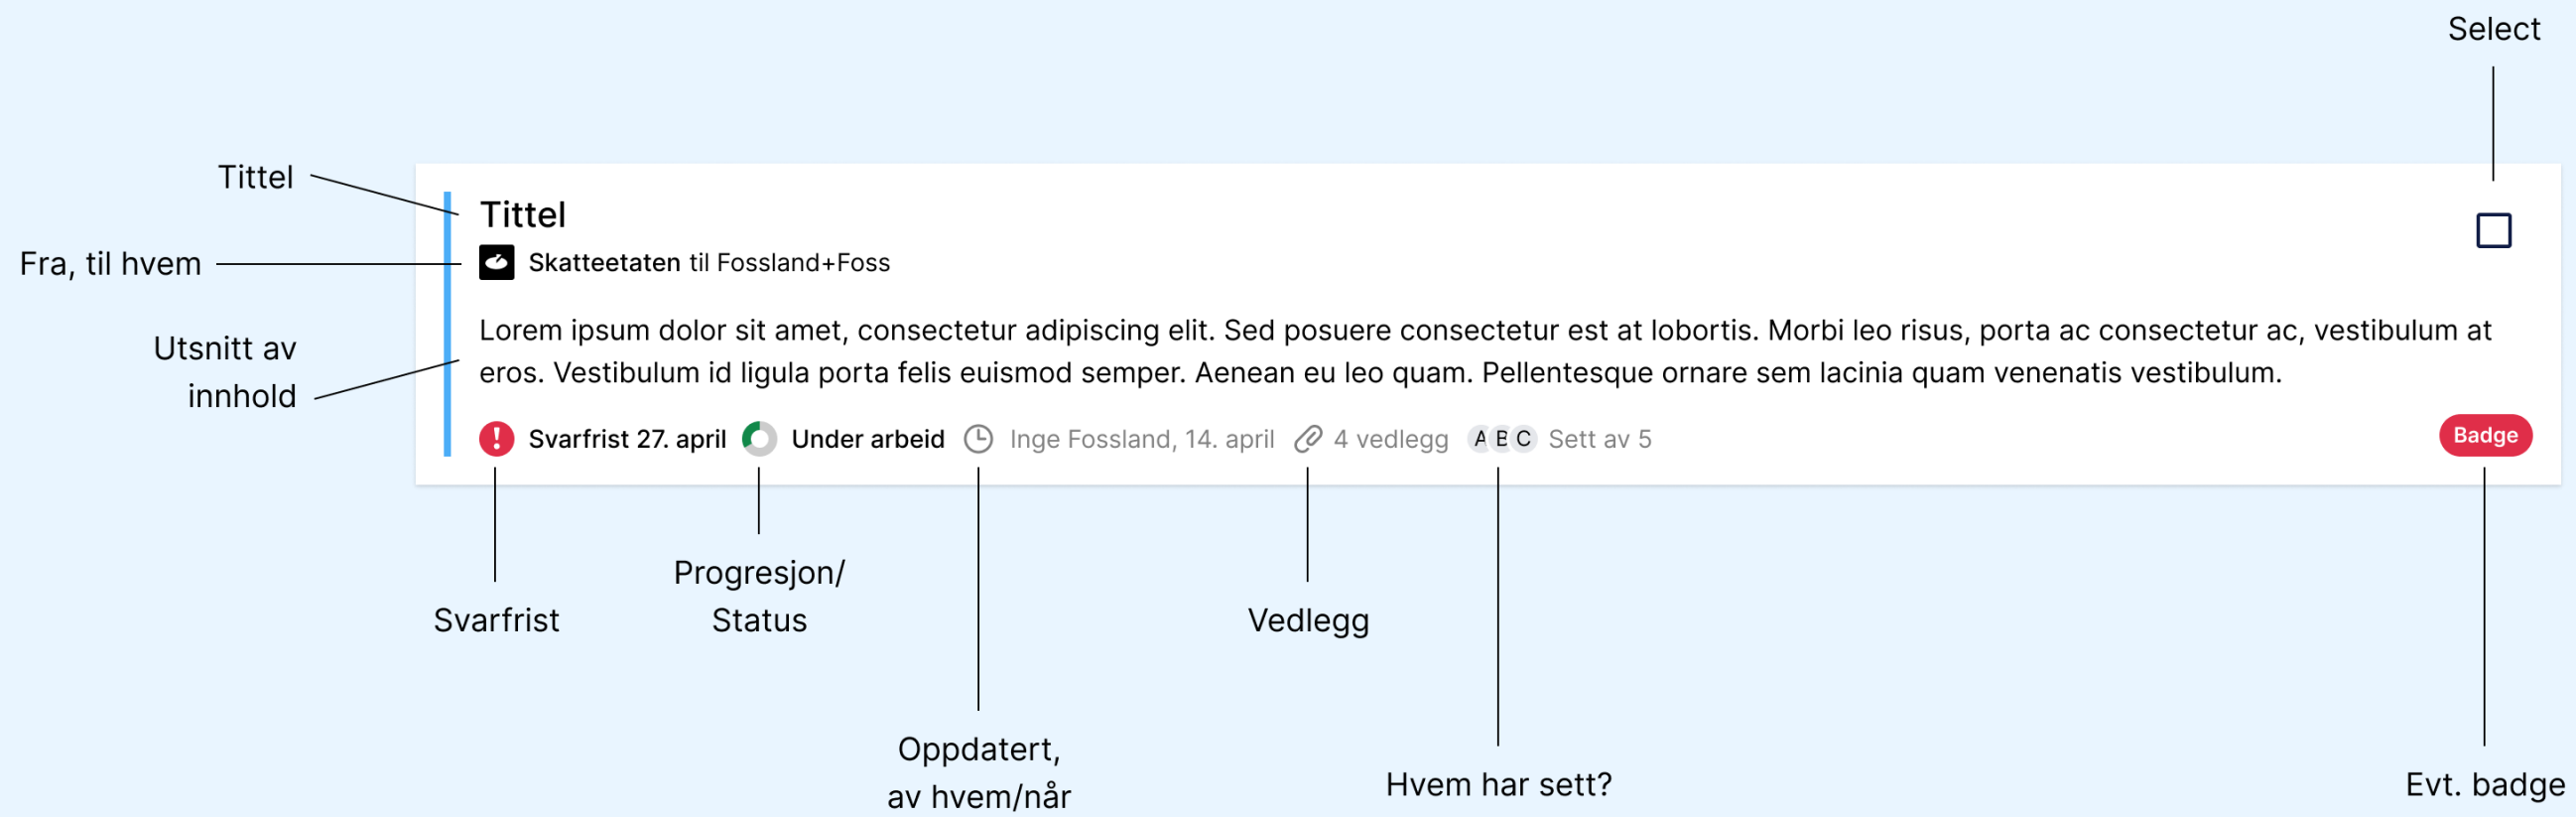 Select
Tittel
Tittel
Fra, til hvem
Skatteetaten til Fossland+Foss
Utsnitt av
innhold
Lorem ipsum dolor sit amet, consectetur adipiscing elit. Sed posuere consectetur est at lobortis. Morbi leo risus, porta ac consectetur ac, vestibulum at
eros. Vestibulum id ligula porta felis euismod semper. Aenean eu leo quam. Pellentesque ornare sem lacinia quam venenatis vestibulum.
Svarfrist 27. april Under arbeid Inge Fossland, 14. april 4 vedlegg A B C Sett av 5 Badge
Svarfrist
Progresjon/
Status
Oppdatert,
av hvem/når
Vedlegg
Hvem har sett?
Evt. badge